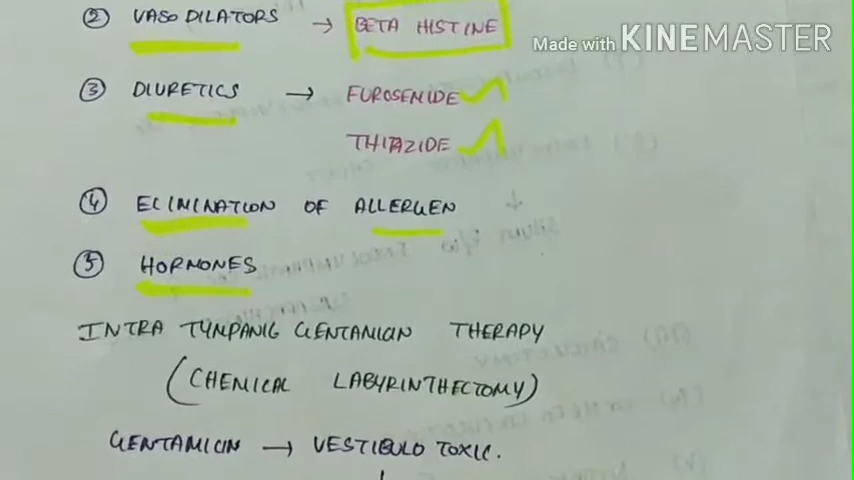 ② VASODILATORS → BETA HISTINE
Made with KINEMASTER
③ DIURETICS → FUROSEMIDE
THIAZIDE
④ ELIMINATION OF ALLERGEN
⑤ HORMONES
INTRA TYMPANIC GENTAMICIN THERAPY
(CHEMICAL LABYRINTHECTOMY)
GENTAMICIN → VESTIBULO TOXIC.